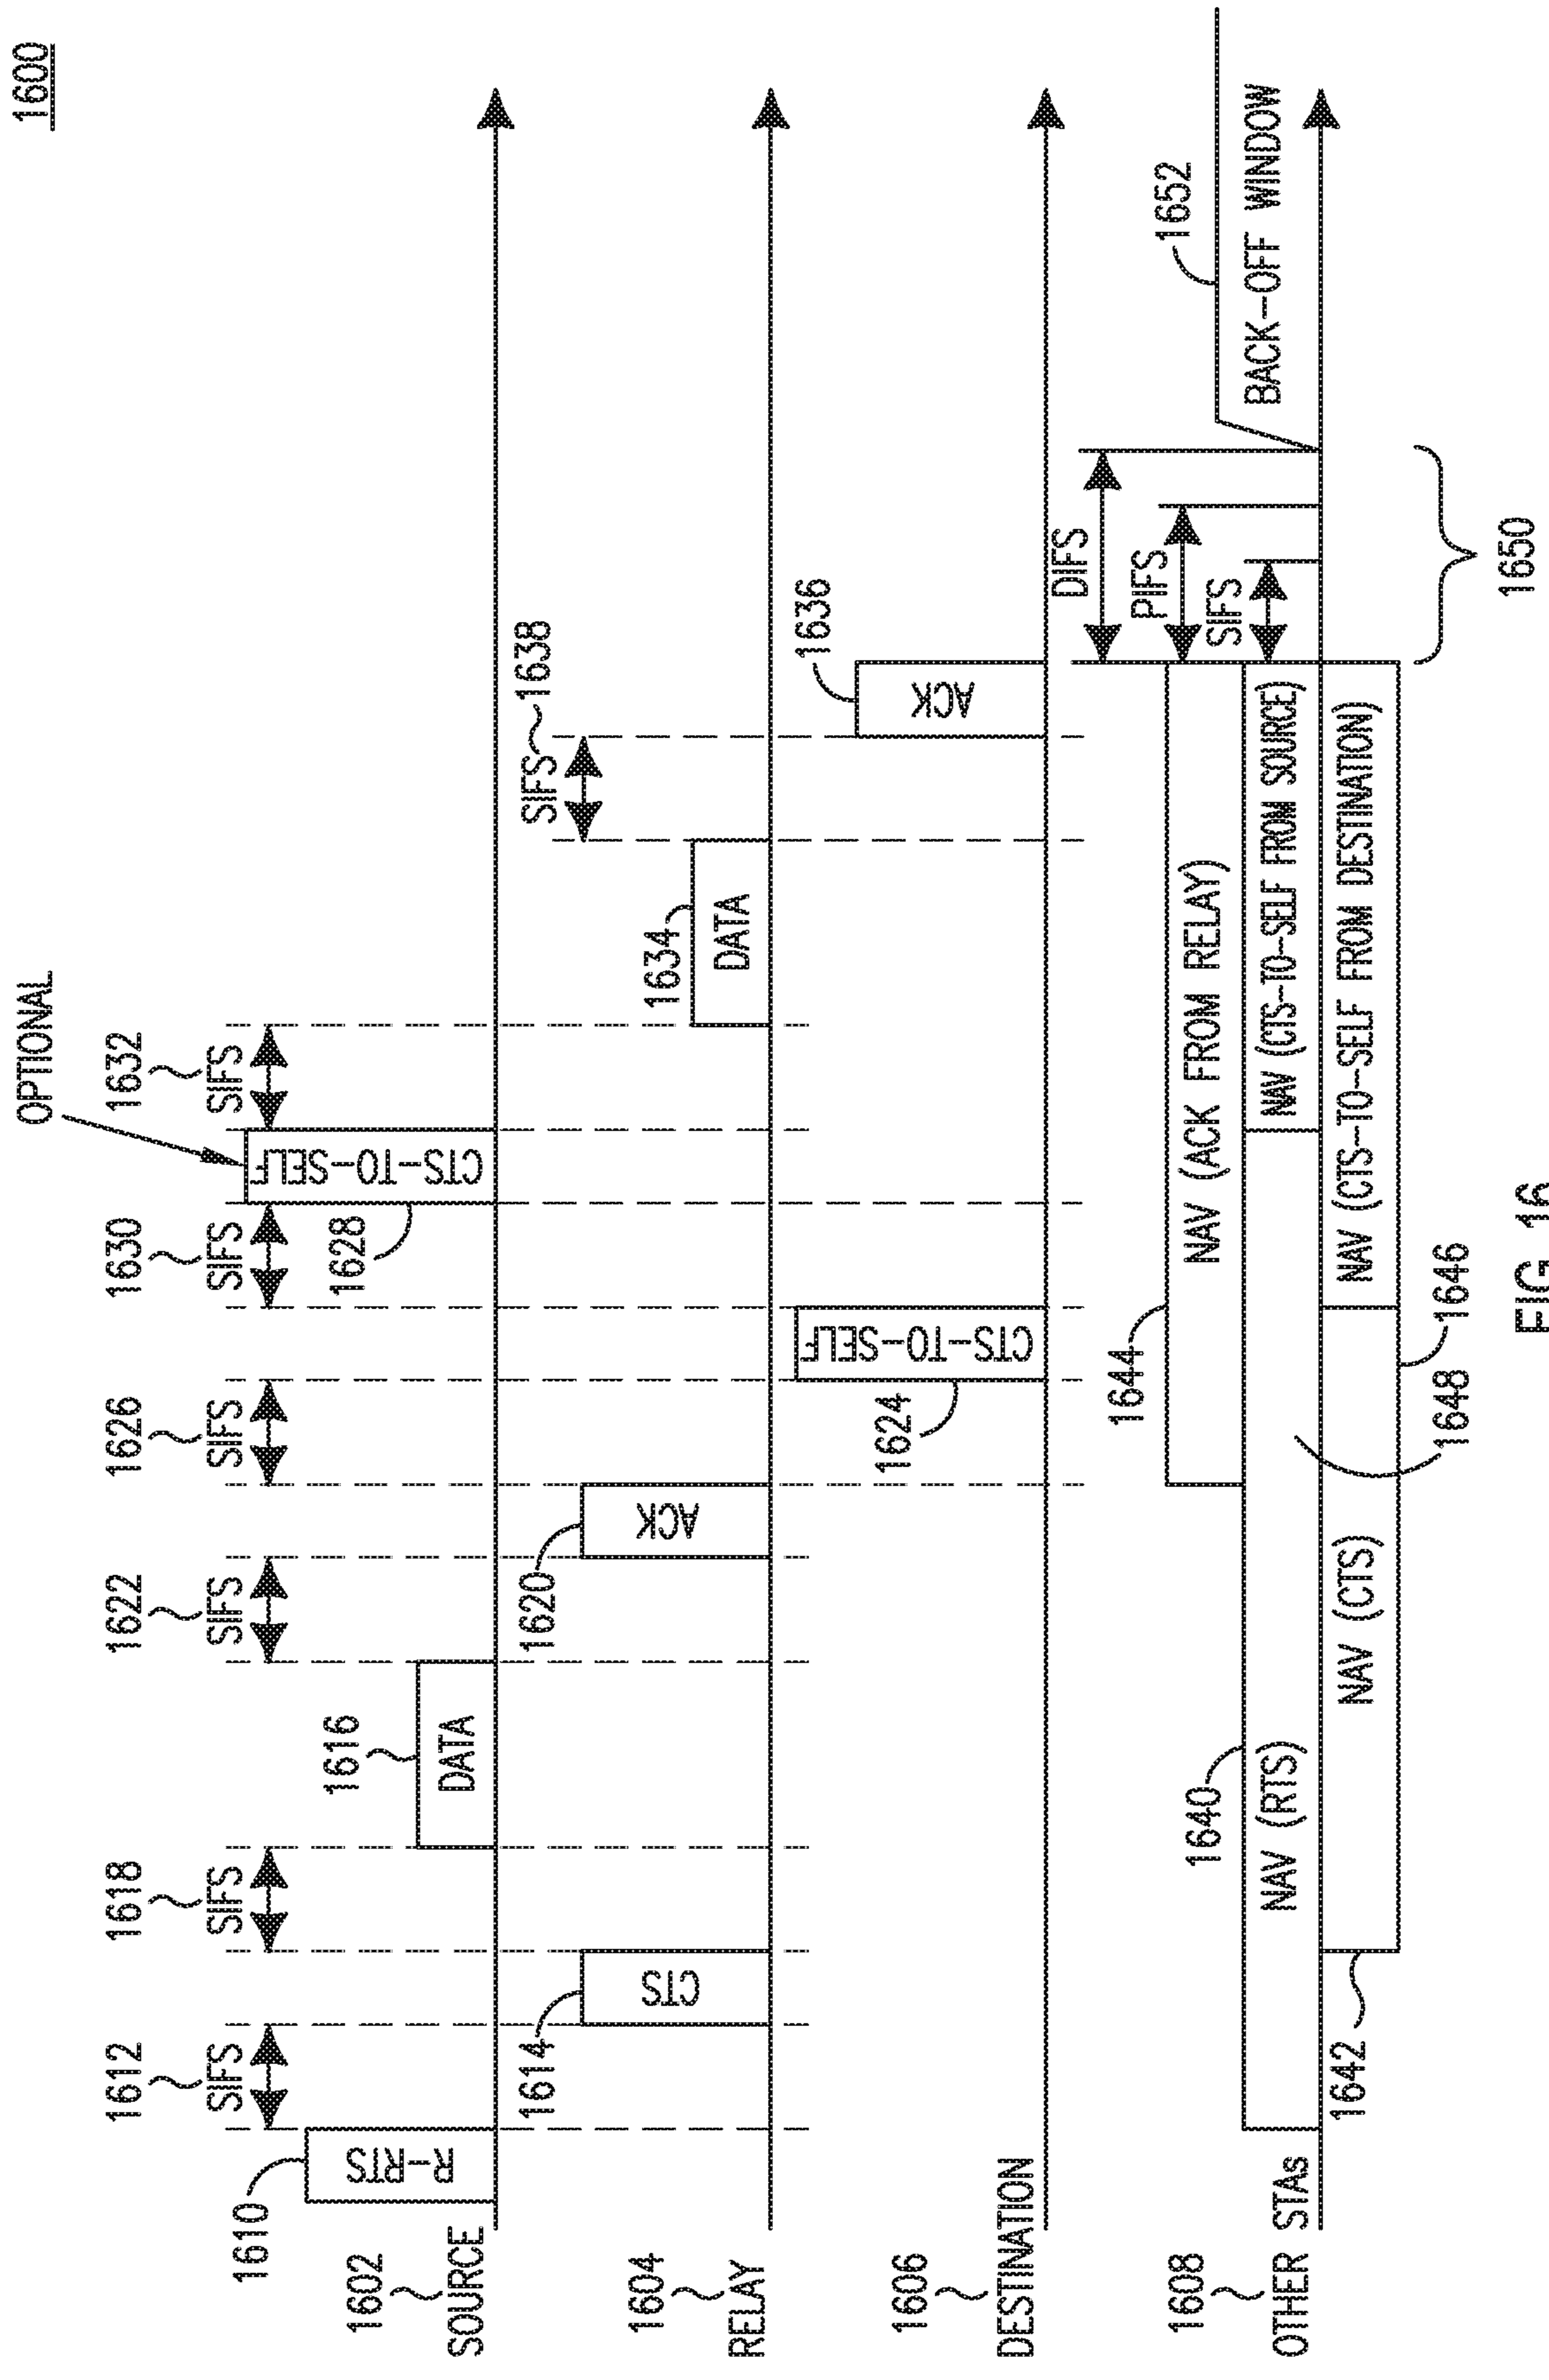 1600
OPTIONAL
1612
1618
1622
1626
1630
1632
SIFS
SIFS
SIFS
SIFS
SIFS
SIFS
1610
R-RTS
1616
DATA
1628
CTS-TO-SELF
1602
SOURCE
1614
CTS
1620
ACK
1634
DATA
SIFS
1638
1604
RELAY
1624
CTS-TO-SELF
1636
ACK
1606
DESTINATION
DIFS
PIFS
SIFS
1652
BACK-OFF WINDOW
1644
NAV (ACK FROM RELAY)
1640
NAV (RTS)
NAV (CTS-TO-SELF FROM SOURCE)
1608
OTHER STAs
1642
NAV (CTS)
NAV (CTS-TO-SELF FROM DESTINATION)
1648
1646
1650
FIG. 16